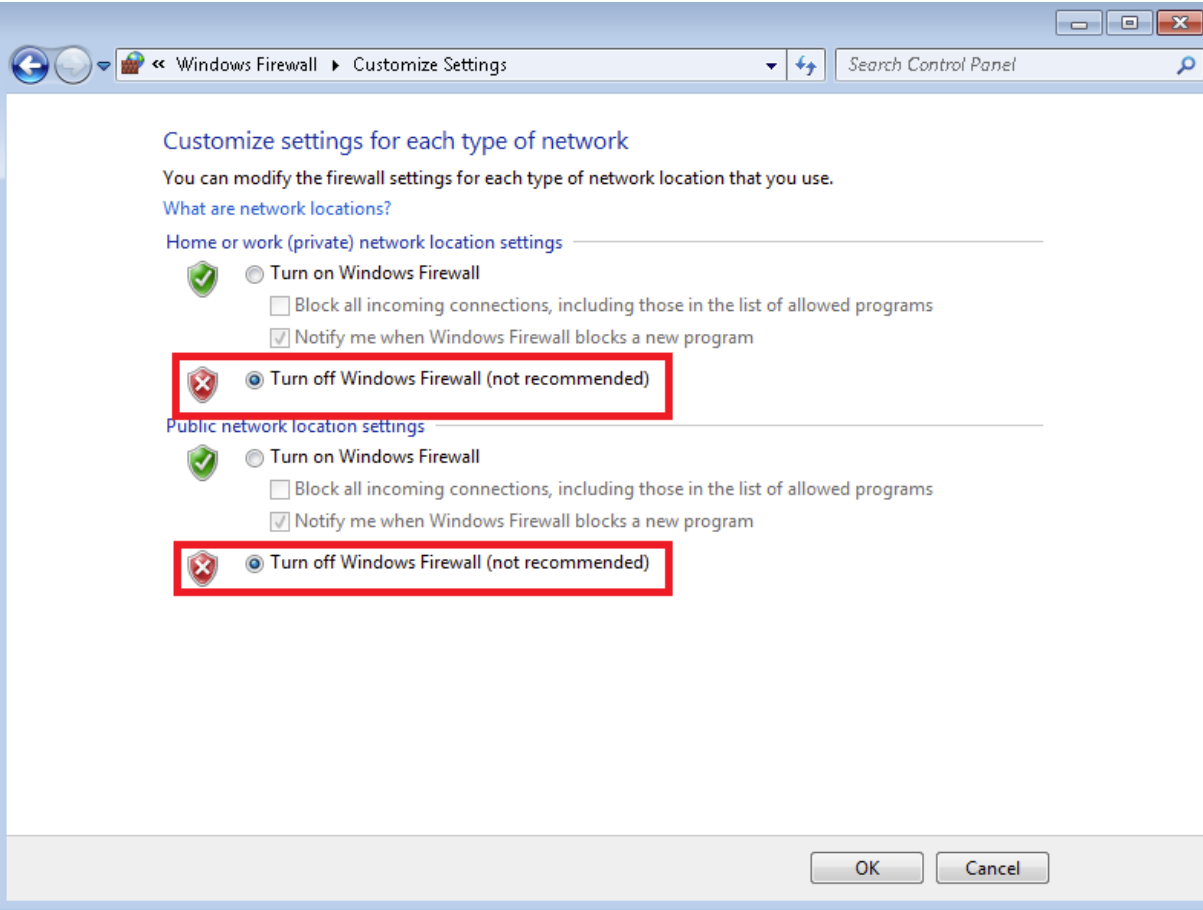 « Windows Firewall ▸ Customize Settings
Search Control Panel
Customize settings for each type of network
You can modify the firewall settings for each type of network location that you use.
What are network locations?
Home or work (private) network location settings
Turn on Windows Firewall
Block all incoming connections, including those in the list of allowed programs
Notify me when Windows Firewall blocks a new program
Turn off Windows Firewall (not recommended)
Public network location settings
Turn on Windows Firewall
Block all incoming connections, including those in the list of allowed programs
Notify me when Windows Firewall blocks a new program
Turn off Windows Firewall (not recommended)
OK Cancel